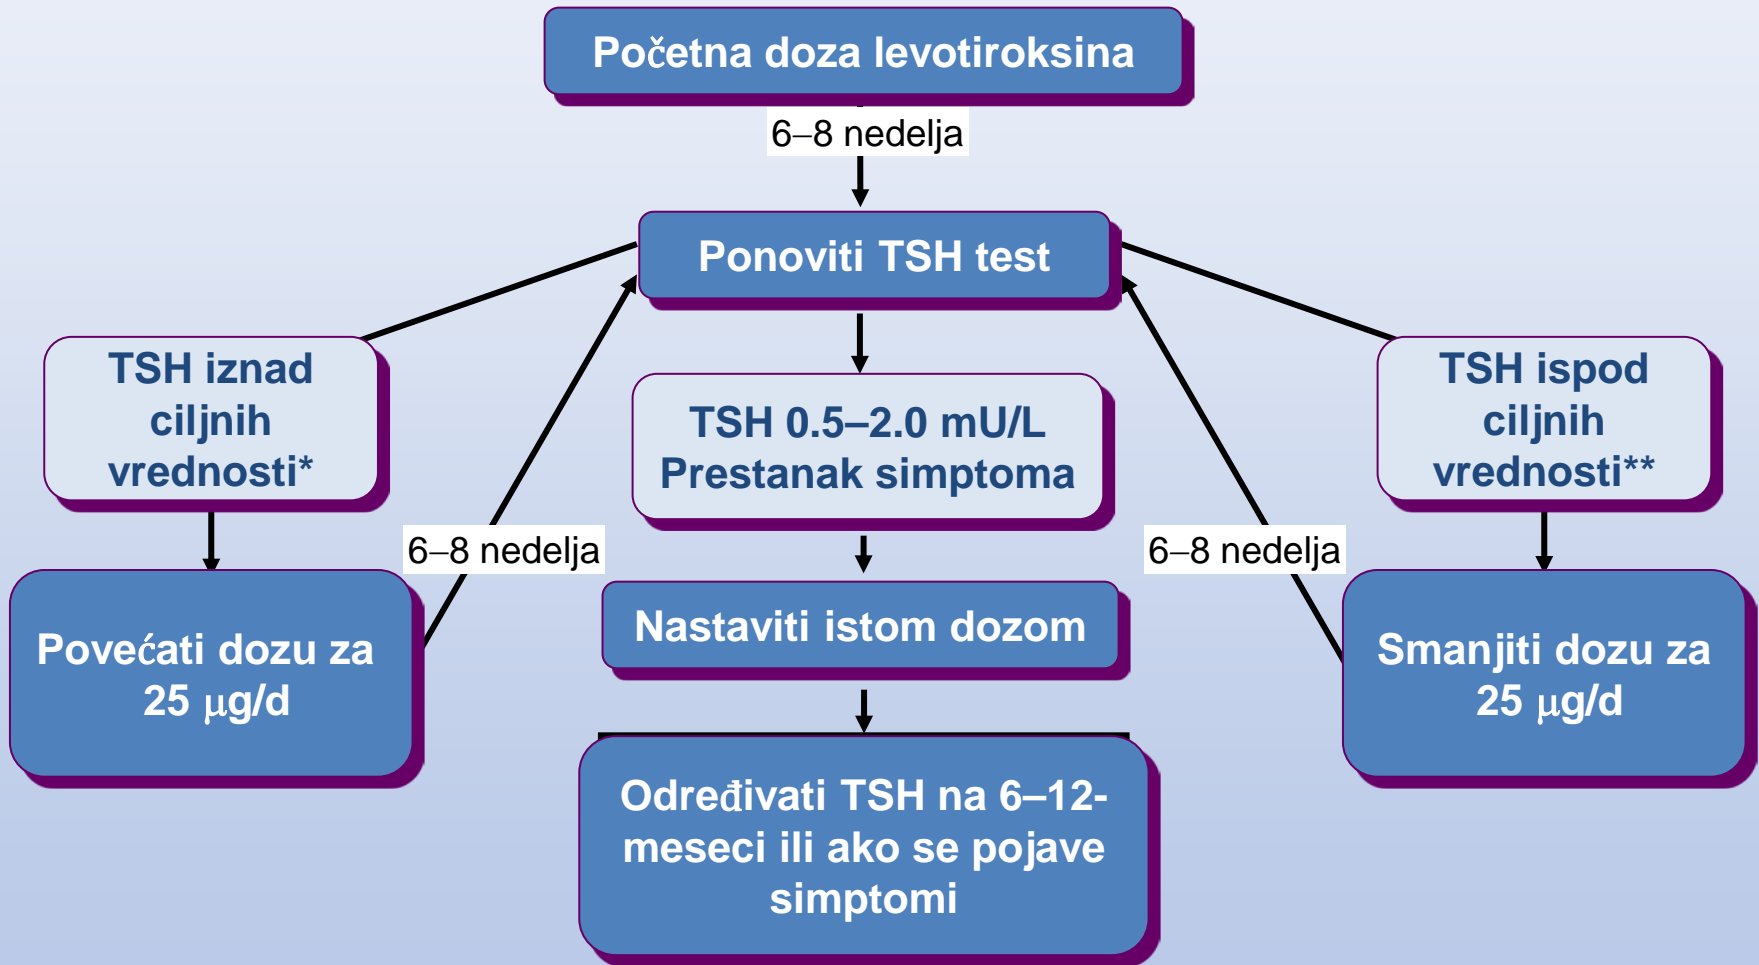 Početna doza levotiroksina
6–8 nedelja
Ponoviti TSH test
TSH iznad
ciljnih
vrednosti*
TSH 0.5–2.0 mU/L
Prestanak simptoma
TSH ispod
ciljnih
vrednosti**
6–8 nedelja
6–8 nedelja
Povećati dozu za
25 μg/d
Nastaviti istom dozom
Smanjiti dozu za
25 μg/d
Određivati TSH na 6–12-
meseci ili ako se pojave
simptomi